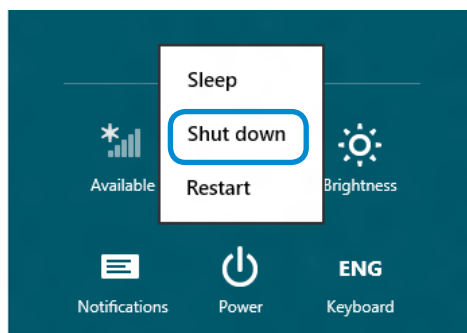 Sleep
Shut down
Restart
Available
Brightness
ENG
Notifications
Power
Keyboard